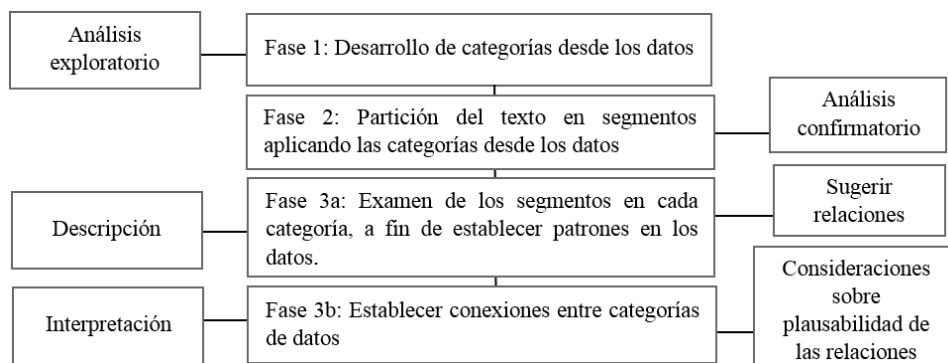 Análisis
exploratorio
Fase 1: Desarrollo de categorías desde los datos
Fase 2: Partición del texto en segmentos
aplicando las categorías desde los datos
Análisis
confirmatorio
Descripción
Fase 3a: Examen de los segmentos en cada
categoría, a fin de establecer patrones en los
datos.
Sugerir
relaciones
Interpretación
Fase 3b: Establecer conexiones entre categorías
de datos
Consideraciones
sobre
plausabilidad de
las relaciones